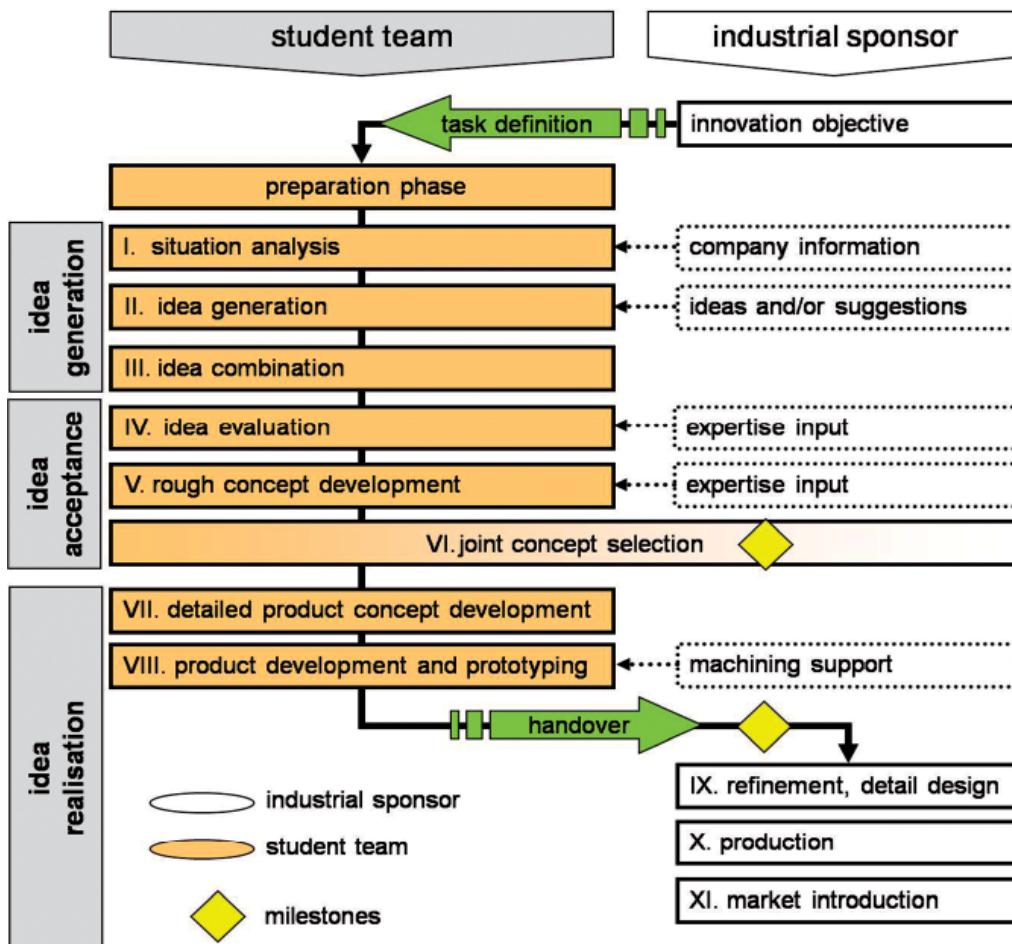 student team
industrial sponsor
task definition
innovation objective
preparation phase
idea
generation
I. situation analysis
company information
II. idea generation
ideas and/or suggestions
III. idea combination
idea
acceptance
IV. idea evaluation
expertise input
V. rough concept development
expertise input
VI. joint concept selection
idea
realisation
VII. detailed product concept development
VIII. product development and prototyping
machining support
handover
IX. refinement, detail design
X. production
XI. market introduction
industrial sponsor
student team
milestones